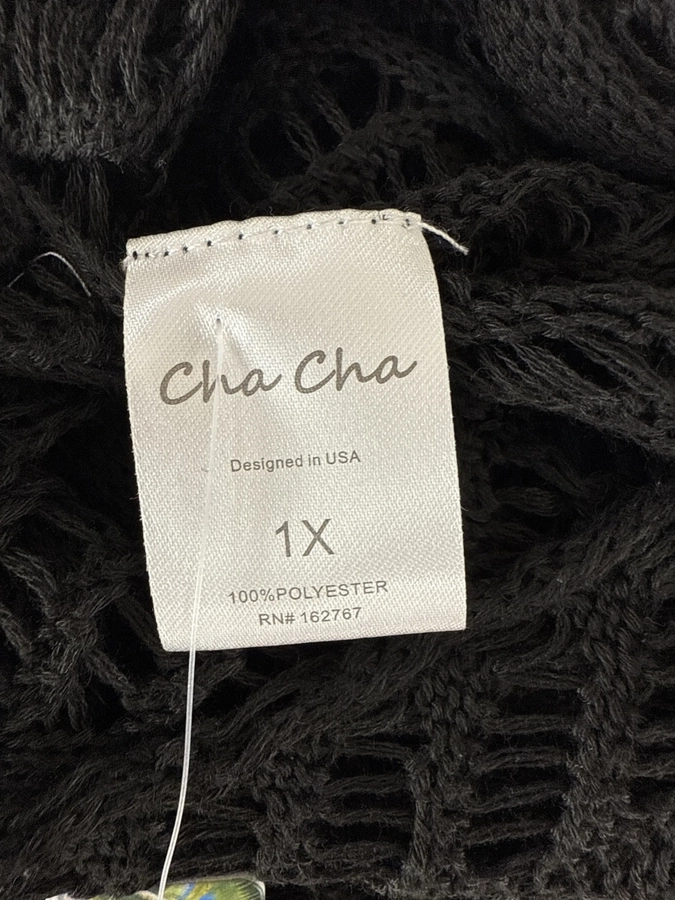 Cha Cha
Designed in USA
1X
100%POLYESTER
RN# 162767